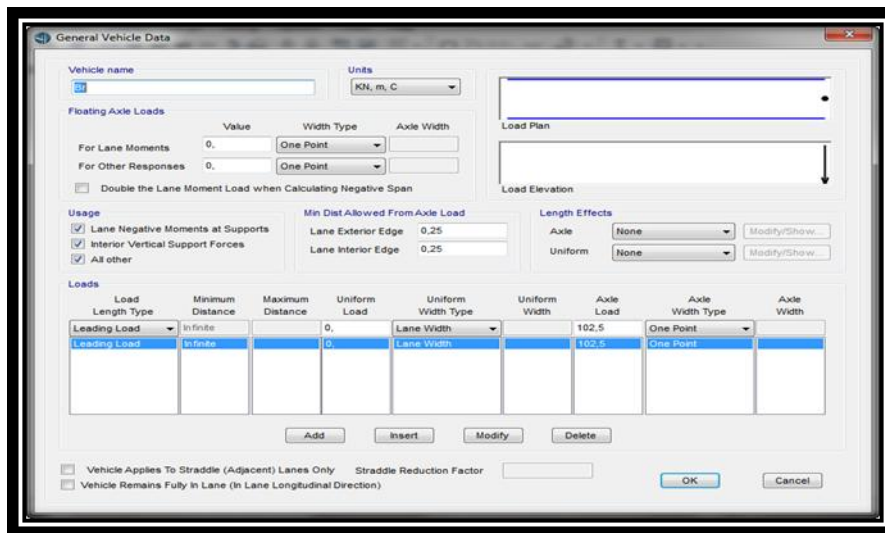 General Vehicle Data
Vehicle name
Br
Units
KN, m, C
Load Plan
Load Elevation
Floating Axle Loads
Value Width Type Axle Width
For Lane Moments 0, One Point
For Other Responses 0, One Point
Double the Lane Moment Load when Calculating Negative Span
Usage
Lane Negative Moments at Supports
Interior Vertical Support Forces
All other
Min Dist Allowed From Axle Load
Lane Exterior Edge 0,25
Lane Interior Edge 0,25
Length Effects
Axle None Modify/Show...
Uniform None Modify/Show...
Loads
Load Minimum Maximum Uniform Uniform Uniform Axle Axle Axle
Length Type Distance Distance Load Width Type Width Load Width Type Width
Leading Load Infinite 0, Lane Width 102,5 One Point
Leading Load Infinite 0, Lane Width 102,5 One Point
Add Insert Modify Delete
Vehicle Applies To Straddle (Adjacent) Lanes Only Straddle Reduction Factor
Vehicle Remains Fully In Lane (In Lane Longitudinal Direction)
OK Cancel